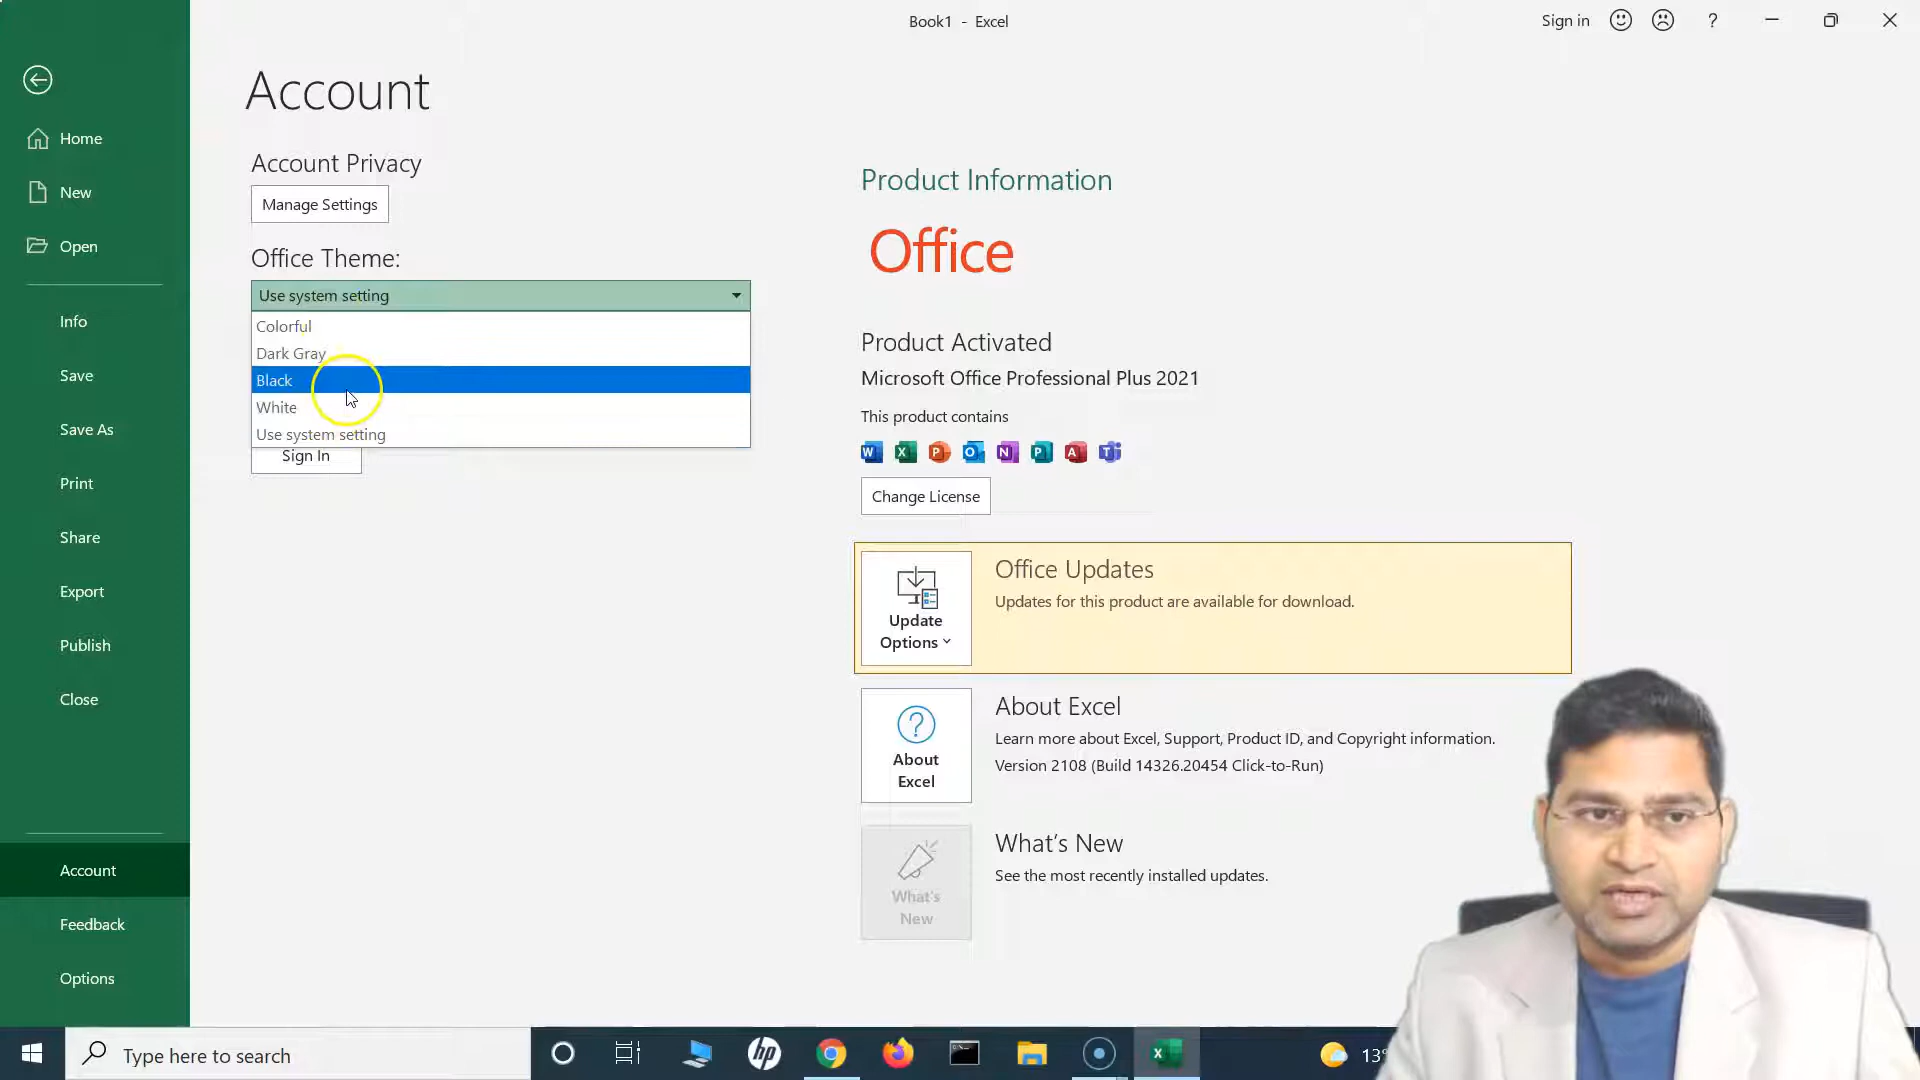 Book1 - Excel
Sign in
?
Account
Home
New
Open
Info
Save
Save As
Print
Share
Export
Publish
Close
Account
Feedback
Options
Account Privacy
Manage Settings
Office Theme:
Use system setting
Colorful
Dark Gray
Black
White
Use system setting
Sign In
Product Information
Office
Product Activated
Microsoft Office Professional Plus 2021
This product contains
W X P O N P A T
Change License
Update
Options
Office Updates
Updates for this product are available for download.
About
Excel
About Excel
Learn more about Excel, Support, Product ID, and Copyright information.
Version 2108 (Build 14326.20454 Click-to-Run)
What's
New
What's New
See the most recently installed updates.
Type here to search
hp
X
13°